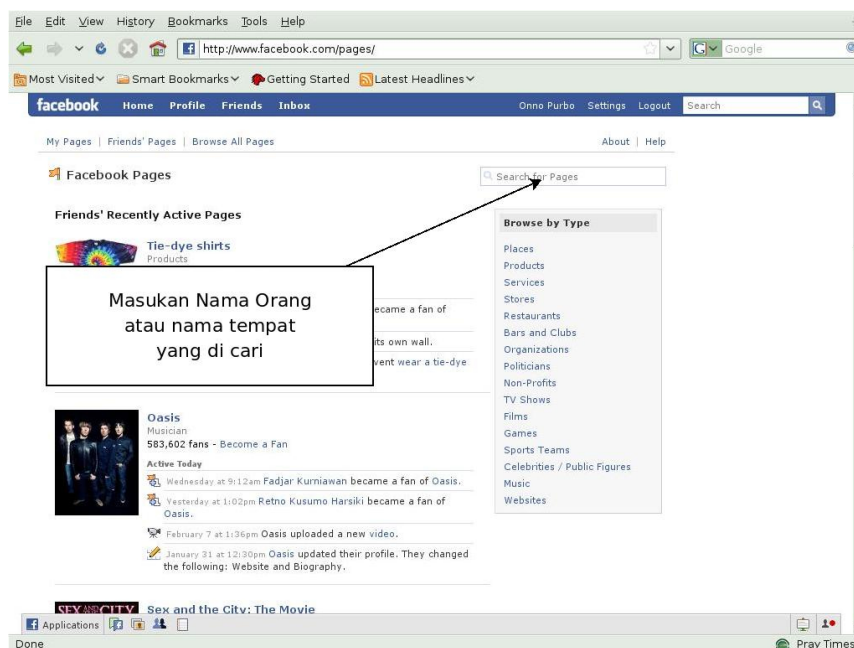 File Edit View History Bookmarks Tools Help
http://www.facebook.com/pages/ Google
Most Visited Smart Bookmarks Getting Started Latest Headlines
facebook Home Profile Friends Inbox Onno Purbo Settings Logout Search
My Pages | Friends' Pages | Browse All Pages About | Help
Facebook Pages Search for Pages
Friends' Recently Active Pages
Tie-dye shirts
Products
Masukan Nama Orang
atau nama tempat
yang di cari
became a fan of
its own wall.
wear a tie-dye
Oasis
Musician
583,602 fans - Become a Fan
Active Today
Wednesday at 9:12am Fadjar Kurniawan became a fan of Oasis.
Yesterday at 1:02pm Retno Kusumo Harsiki became a fan of
Oasis.
February 7 at 1:36pm Oasis uploaded a new video.
January 31 at 12:30pm Oasis updated their profile. They changed
the following: Website and Biography.
SEX AND CITY Sex and the City: The Movie
Browse by Type
Places
Products
Services
Stores
Restaurants
Bars and Clubs
Organizations
Politicians
Non-Profits
TV Shows
Films
Games
Sports Teams
Celebrities / Public Figures
Music
Websites
Applications
Done Pray Times